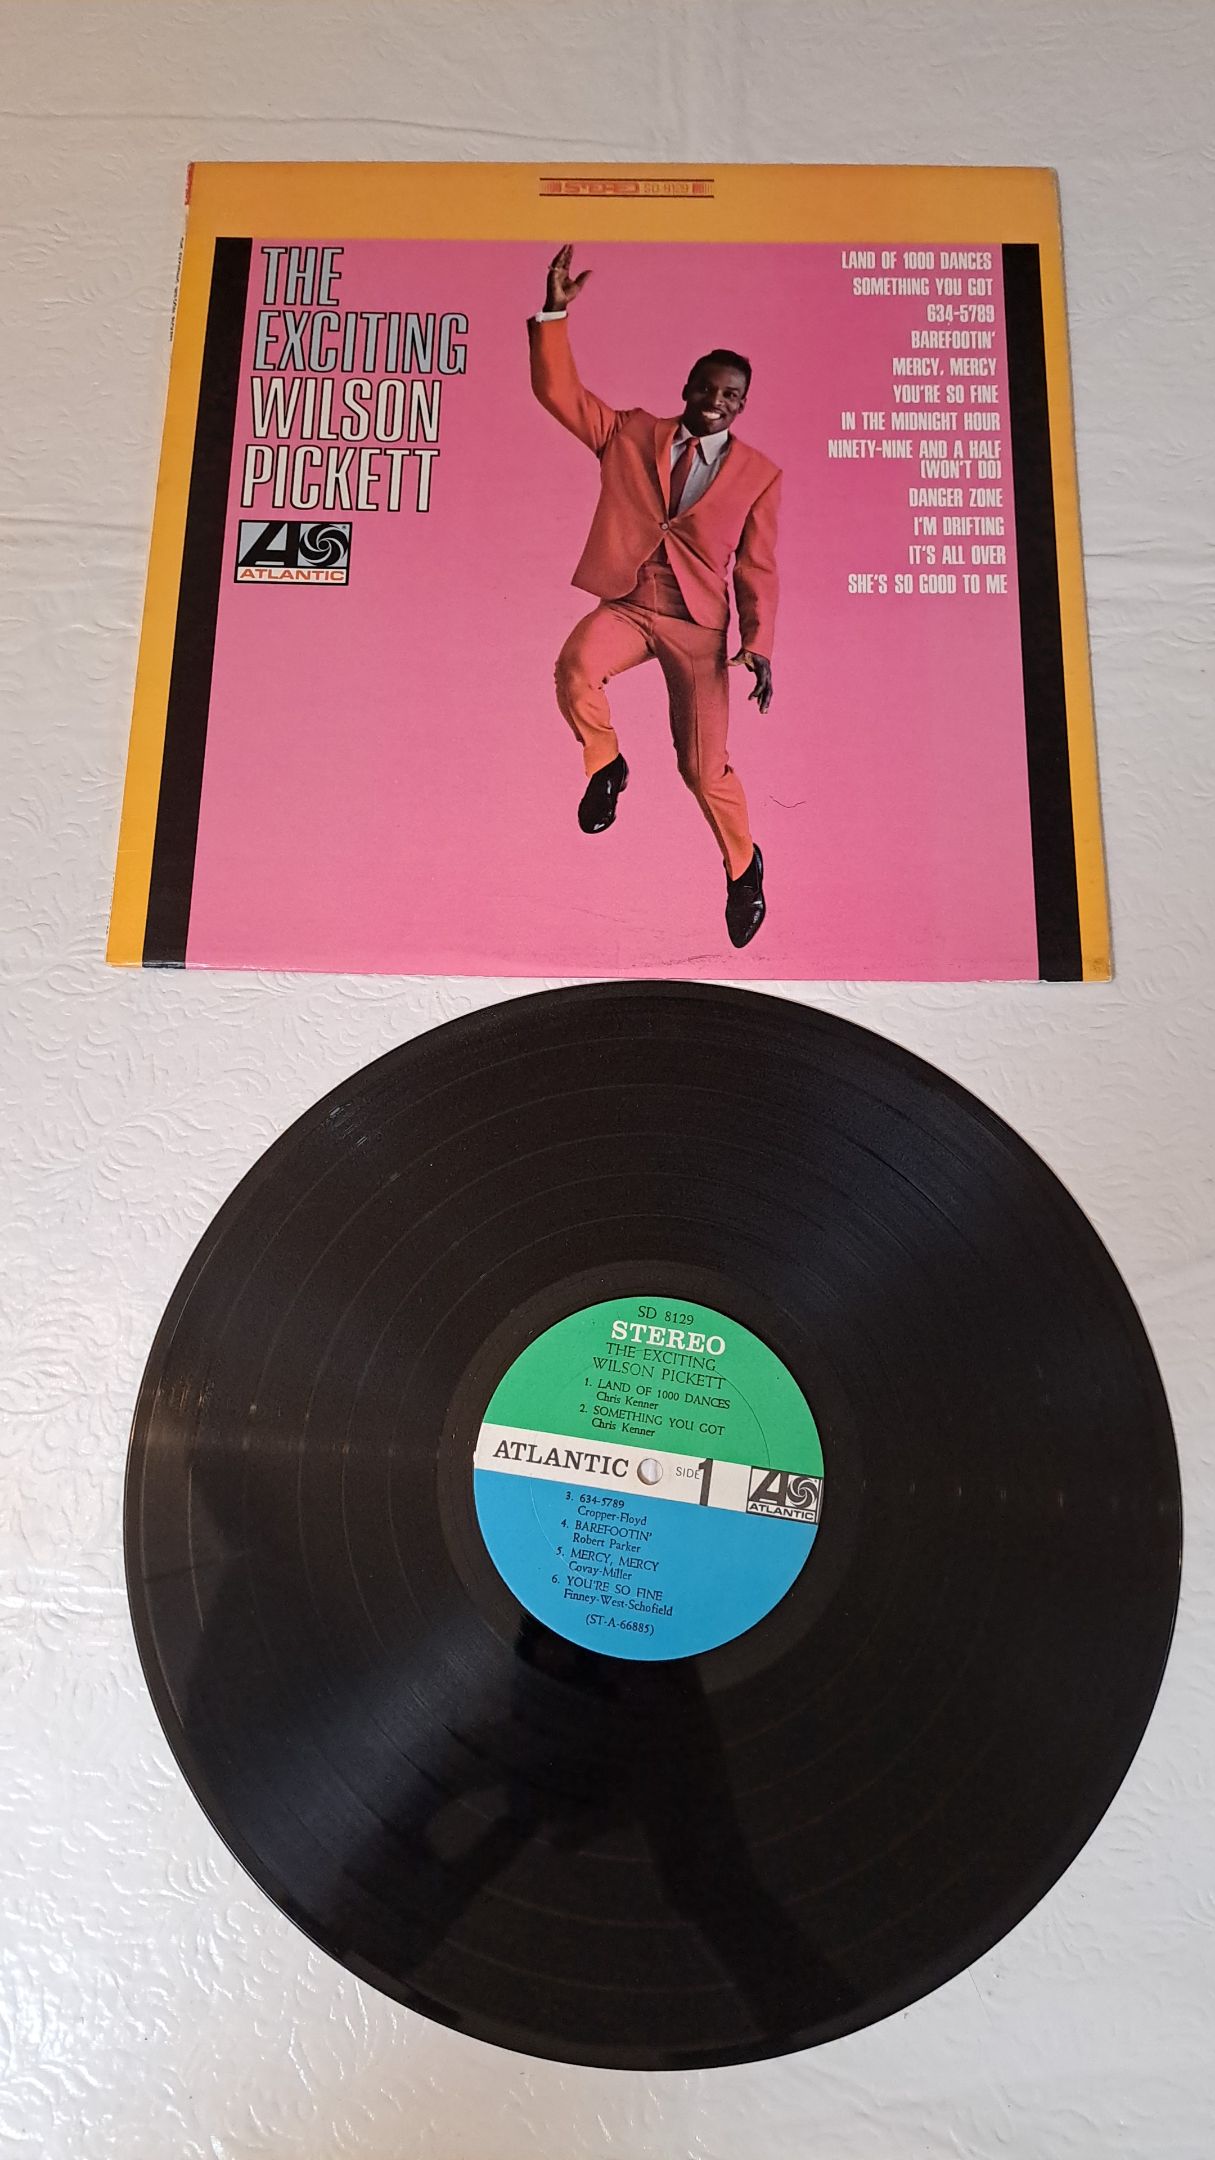 STEREO SD-8129
THE
EXCITING
WILSON
PICKETT
ATLANTIC
LAND OF 1000 DANCES
SOMETHING YOU GOT
634-5789
BAREFOOTIN'
MERCY, MERCY
YOU'RE SO FINE
IN THE MIDNIGHT HOUR
NINETY-NINE AND A HALF
(WON'T DO)
DANGER ZONE
I'M DRIFTING
IT'S ALL OVER
SHE'S SO GOOD TO ME
SD 8129
STEREO
THE EXCITING
WILSON PICKETT
1. LAND OF 1000 DANCES
Chris Kenner
2. SOMETHING YOU GOT
Chris Kenner
ATLANTIC SIDE 1
ATLANTIC
3. 634-5789
Cropper-Floyd
4. BAREFOOTIN'
Robert Parker
5. MERCY, MERCY
Covay-Miller
6. YOU'RE SO FINE
Finney-West-Schofield
(ST-A-66885)